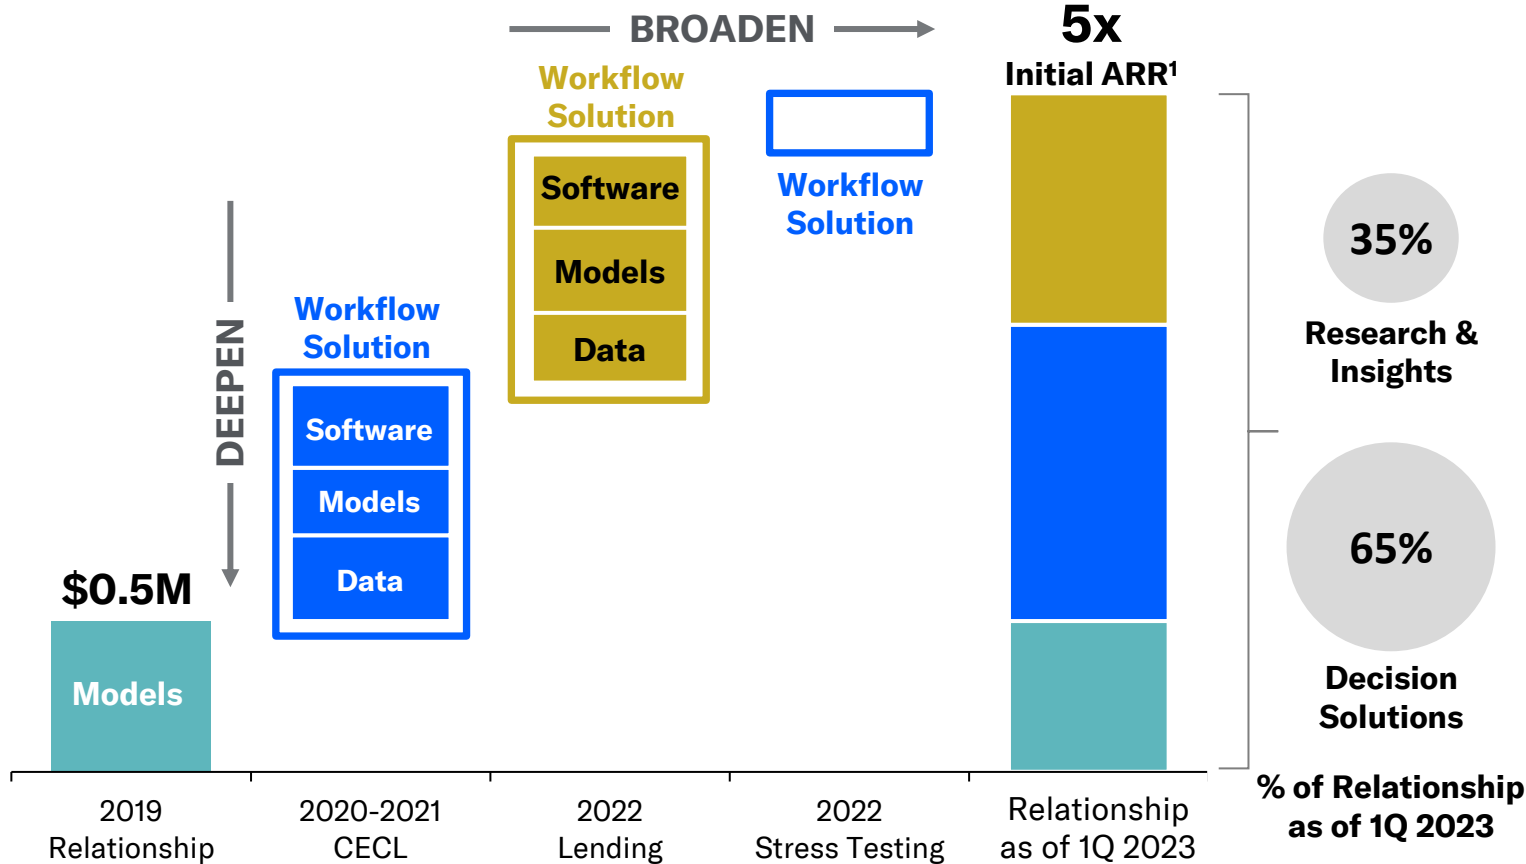 BROADEN
5x
Initial ARR¹
Workflow
Solution
Software
Models
Data
Workflow
Solution
DEEPEN
Workflow
Solution
Software
Models
Data
$0.5M
Models
35%
Research &
Insights
65%
Decision
Solutions
% of Relationship
as of 1Q 2023
2019
Relationship
2020-2021
CECL
2022
Lending
2022
Stress Testing
Relationship
as of 1Q 2023